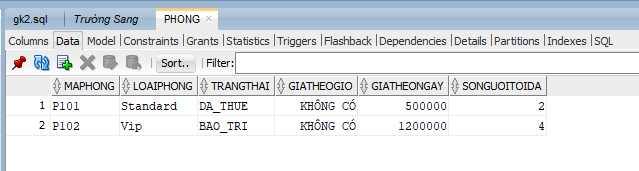 gk2.sql Trường Sang PHONG
Columns Data Model Constraints Grants Statistics Triggers Flashback Dependencies Details Partitions Indexes SQL
Sort.. Filter:
MAPHONG LOAIPHONG TRANGTHAI GIATHEOGIO GIATHEONGAY SONGUOITOIDA
1 P101 Standard DA_THUE KHÔNG CÓ 500000 2
2 P102 Vip BAO_TRI KHÔNG CÓ 1200000 4